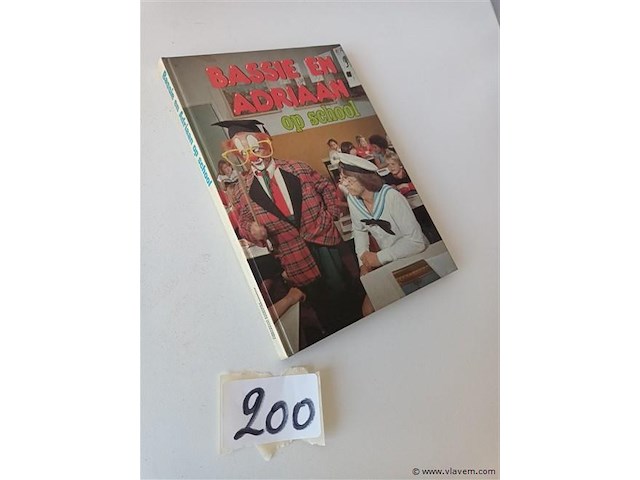 BASSIE EN
ADRIAAN
op school
Bassie en Adriaan op school
200
© www.vlavem.com